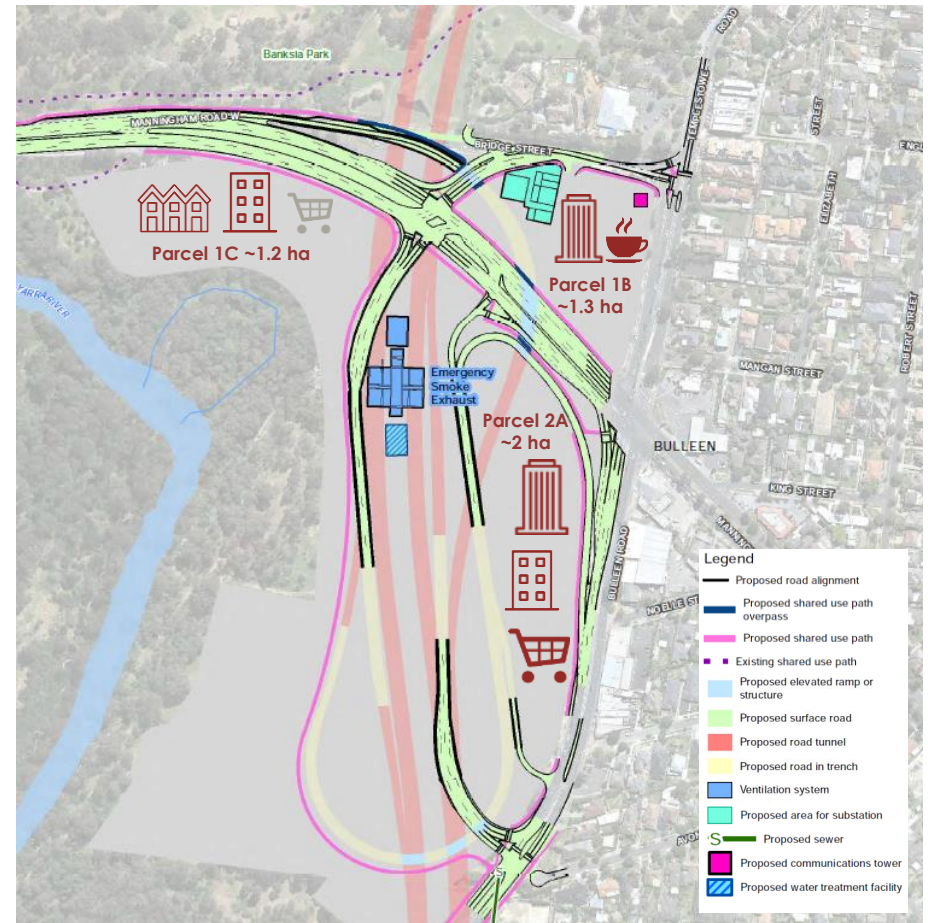 ROAD
Banksia Park
TEMPLESTOWE
STREET
MANNINGHAM ROAD W
BRIDGE STREET
ELIZABETH
Parcel 1C ~1.2 ha
Parcel 1B
~1.3 ha
YARRA RIVER
ROBERT STREET
MANGAN STREET
Emergency
Smoke
Exhaust
Parcel 2A
~2 ha
BULLEEN
KING STREET
BULLEEN ROAD
Legend
Proposed road alignment
Proposed shared use path
overpass
Proposed shared use path
Existing shared use path
Proposed elevated ramp or
structure
Proposed surface road
Proposed road tunnel
Proposed road in trench
Ventilation system
Proposed area for substation
S
Proposed sewer
Proposed communications tower
Proposed water treatment facility
S